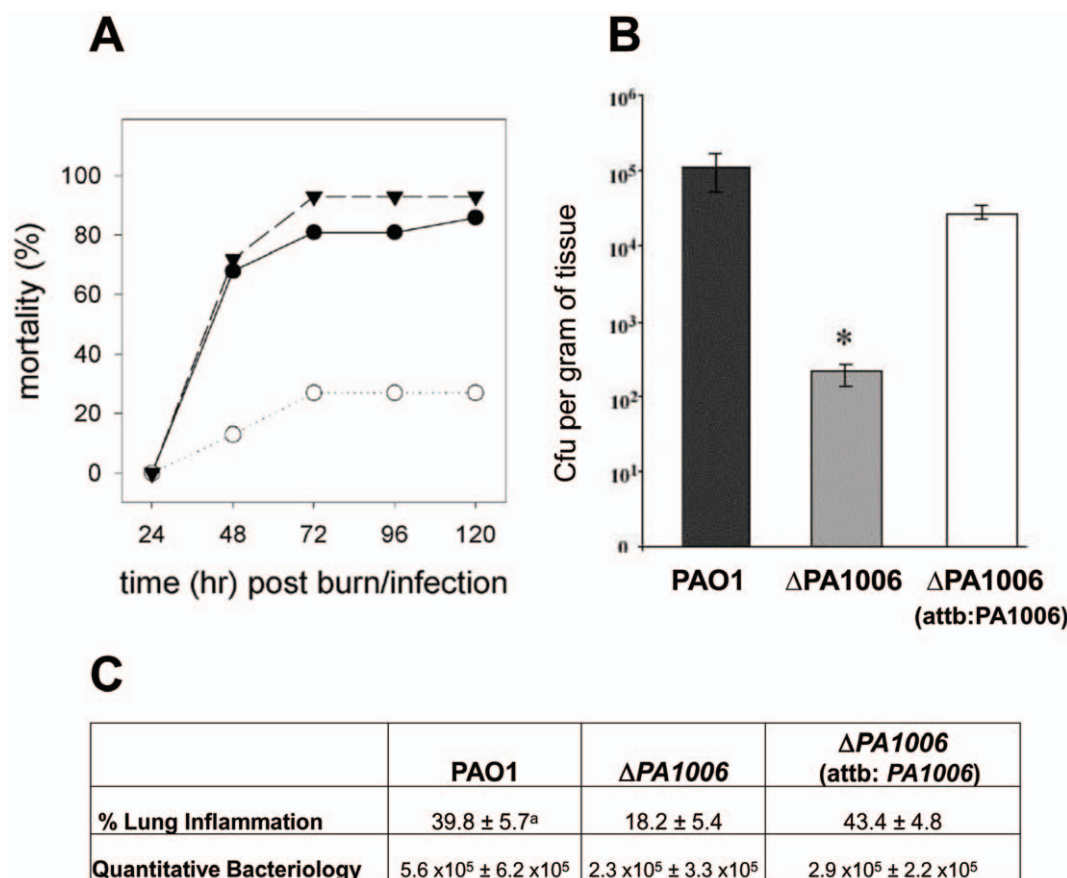 A
mortality (%)
100
80
60
40
20
0
24 48 72 96 120
time (hr) post burn/infection
B
Cfu per gram of tissue
10⁶
10⁵
10⁴
10³
10²
10¹
0
*
PAO1 ΔPA1006 ΔPA1006
(attb:PA1006)
C
PAO1 ΔPA1006 ΔPA1006
(attb: PA1006)
% Lung Inflammation 39.8 ± 5.7ᵃ 18.2 ± 5.4 43.4 ± 4.8
Quantitative Bacteriology 5.6 x10⁵ ± 6.2 x10⁵ 2.3 x10⁵ ± 3.3 x10⁵ 2.9 x10⁵ ± 2.2 x10⁵